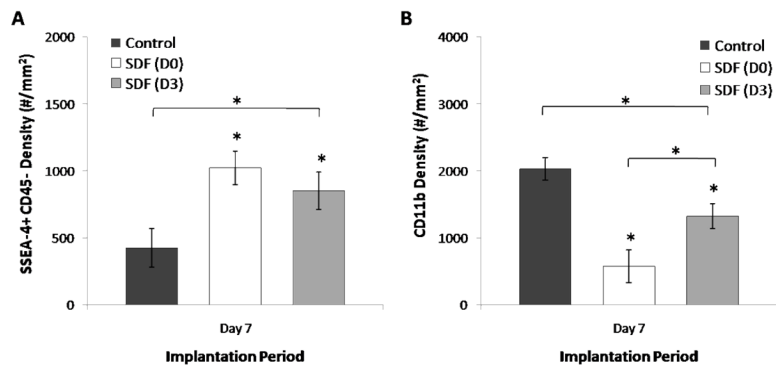 A
SSEA-4+ CD45- Density (#/mm²)
2000
1500
1000
500
0
Control
SDF (D0)
SDF (D3)
*
*
*
Day 7
Implantation Period
B
CD11b Density (#/mm²)
4000
3000
2000
1000
0
Control
SDF (D0)
SDF (D3)
*
*
*
*
Day 7
Implantation Period